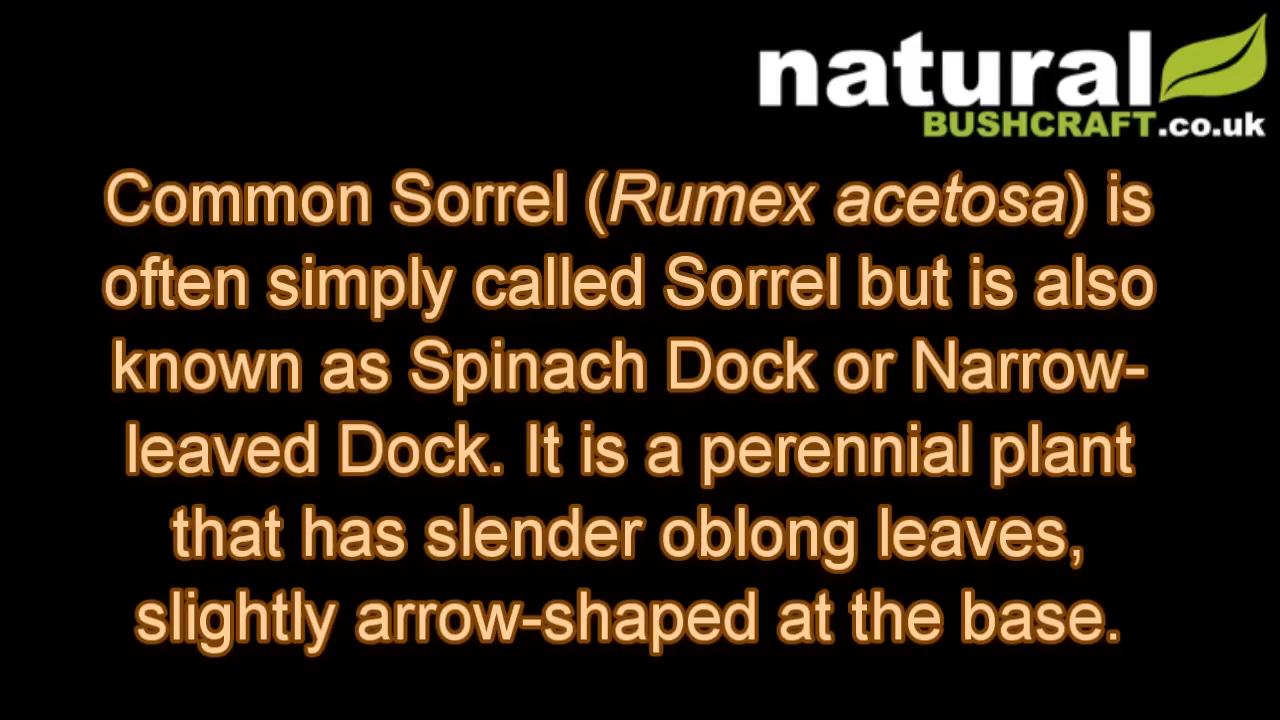 natural
BUSHCRAFT.co.uk
Common Sorrel (Rumex acetosa) is
often simply called Sorrel but is also
known as Spinach Dock or Narrow-
leaved Dock. It is a perennial plant
that has slender oblong leaves,
slightly arrow-shaped at the base.